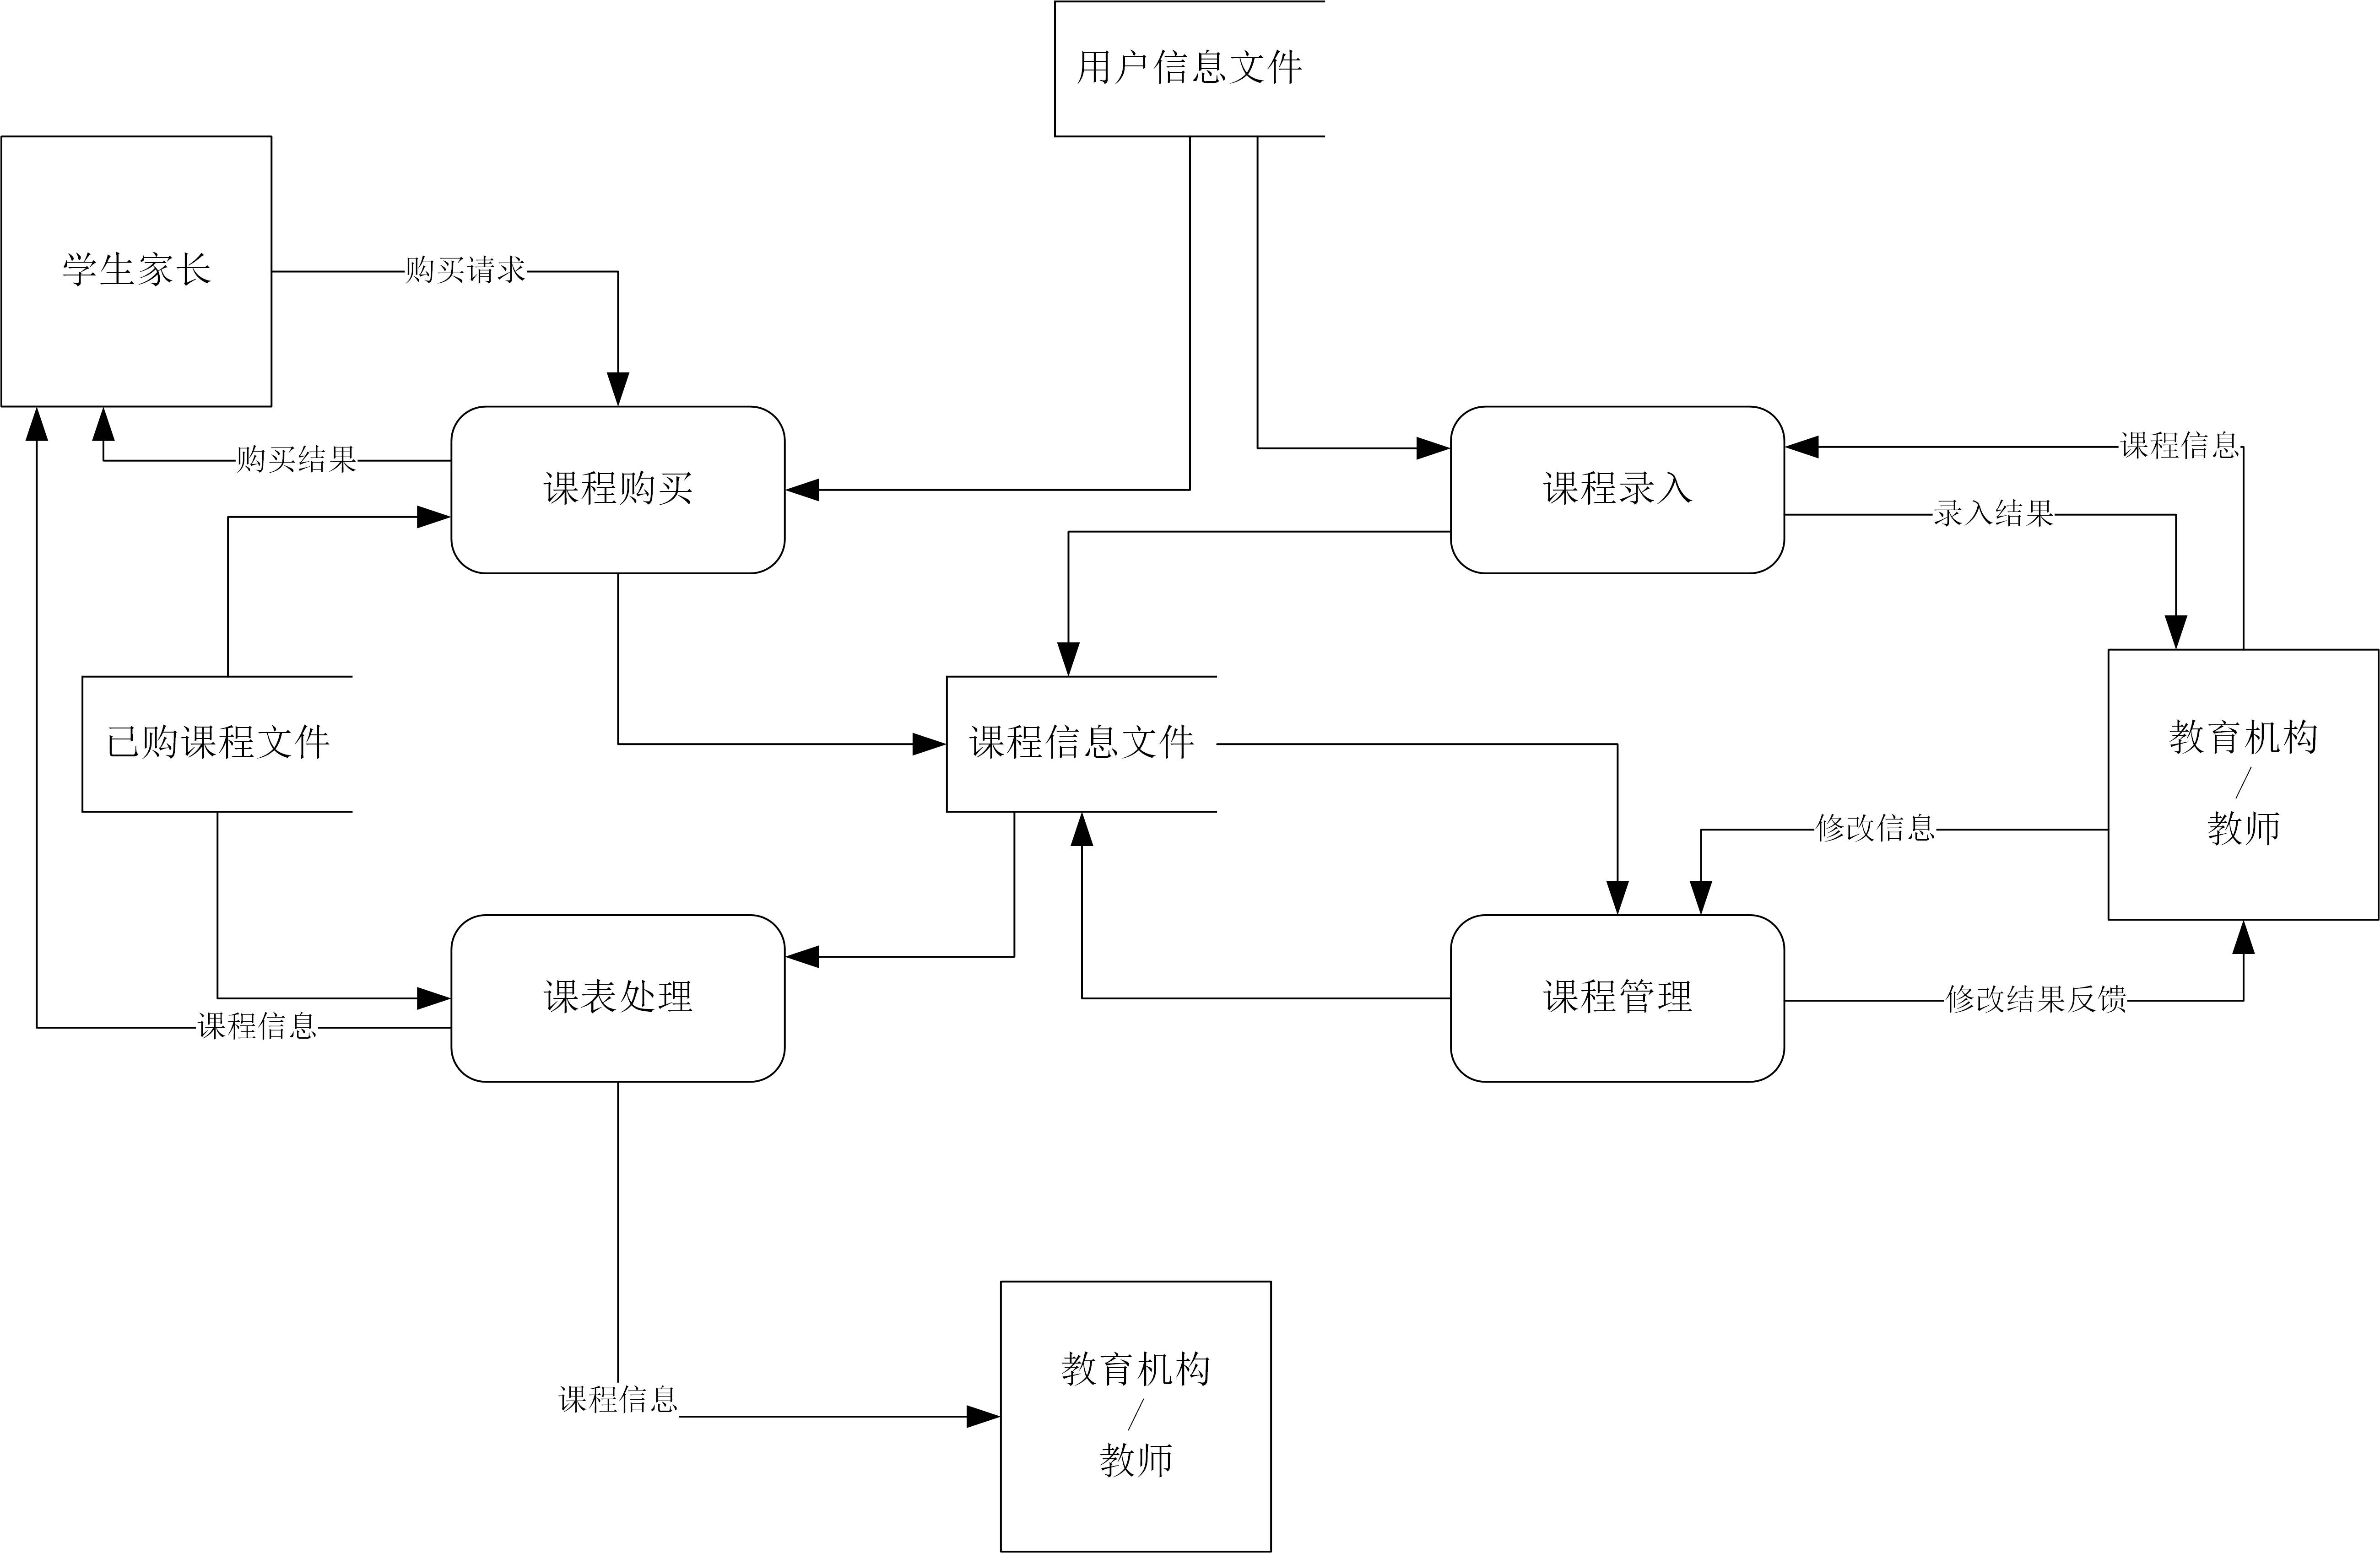 用户信息文件
学生家长
购买请求
购买结果
课程购买
课程录入
课程信息
录入结果
已购课程文件
课程信息文件
教育机构
/
教师
修改信息
课表处理
课程管理
修改结果反馈
课程信息
课程信息
教育机构
/
教师